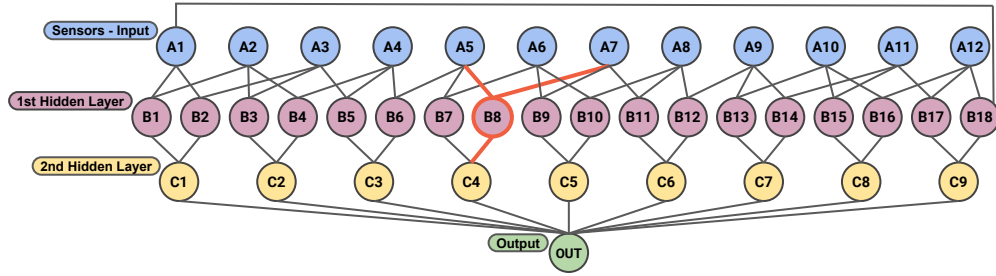 Sensors - Input
A1 A2 A3 A4 A5 A6 A7 A8 A9 A10 A11 A12
1st Hidden Layer
B1 B2 B3 B4 B5 B6 B7 B8 B9 B10 B11 B12 B13 B14 B15 B16 B17 B18
2nd Hidden Layer
C1 C2 C3 C4 C5 C6 C7 C8 C9
Output
OUT